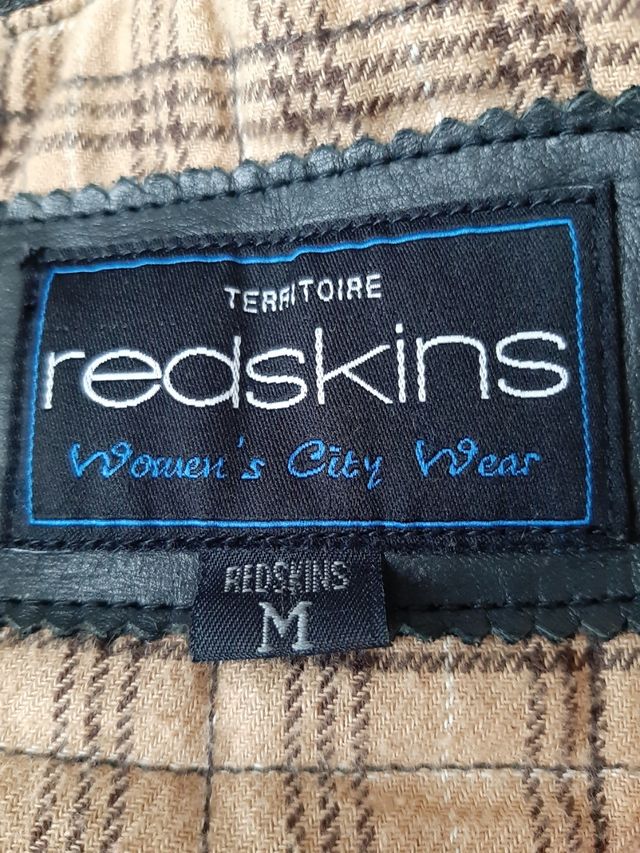 TERRITOIRE
redskins
Women's City Wear
REDSKINS
M